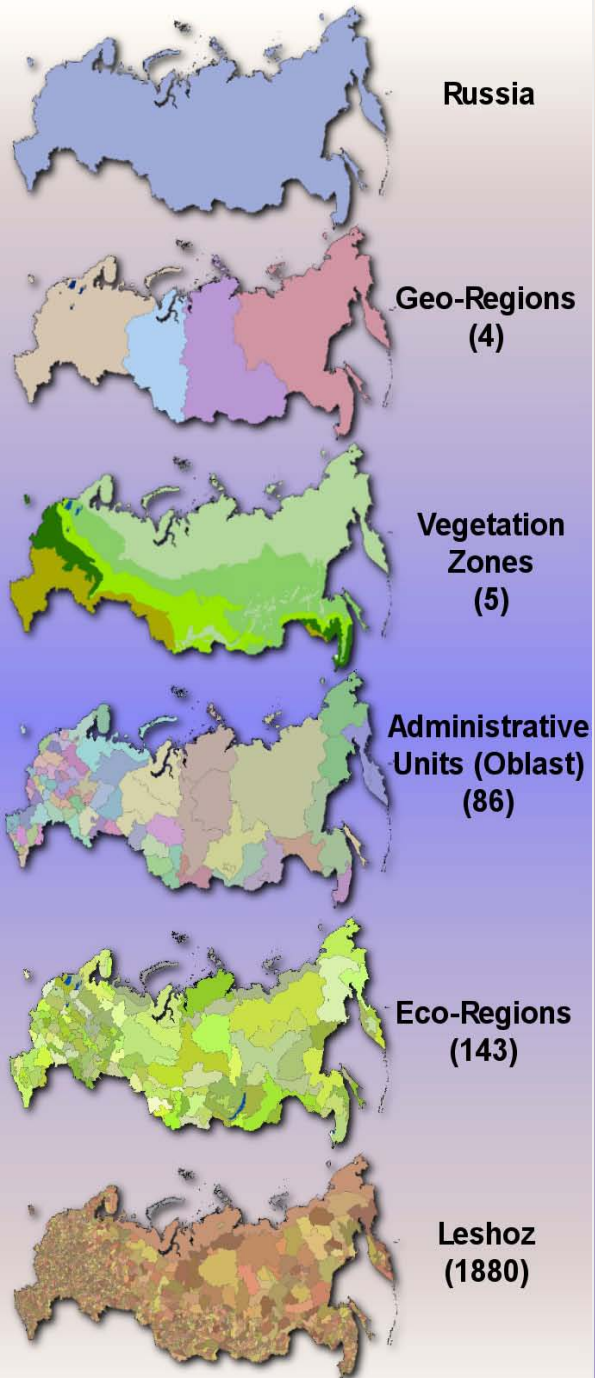 Russia
Geo-Regions
(4)
Vegetation
Zones
(5)
Administrative
Units (Oblast)
(86)
Eco-Regions
(143)
Leshoz
(1880)